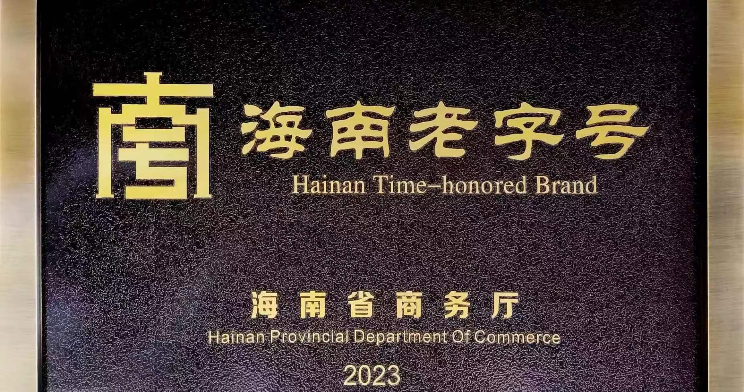 海南老字号
Hainan Time-honored Brand
海南省商务厅
Hainan Provincial Department Of Commerce
2023